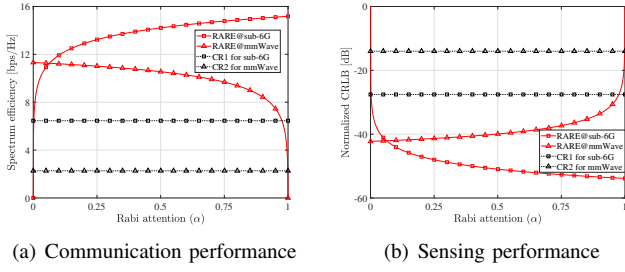 16
12
8
4
0
0
0.25
0.5
0.75
1
Spectrum efficiency [bps/Hz]
Rabi attention (α)
RARE@sub-6G
RARE@mmWave
CR1 for sub-6G
CR2 for mmWave
(a) Communication performance
0
-20
-40
-60
0
0.25
0.5
0.75
1
Normalized CRLB [dB]
Rabi attention (α)
RARE@sub-6G
RARE@mmWave
CR1 for sub-6G
CR2 for mmWave
(b) Sensing performance